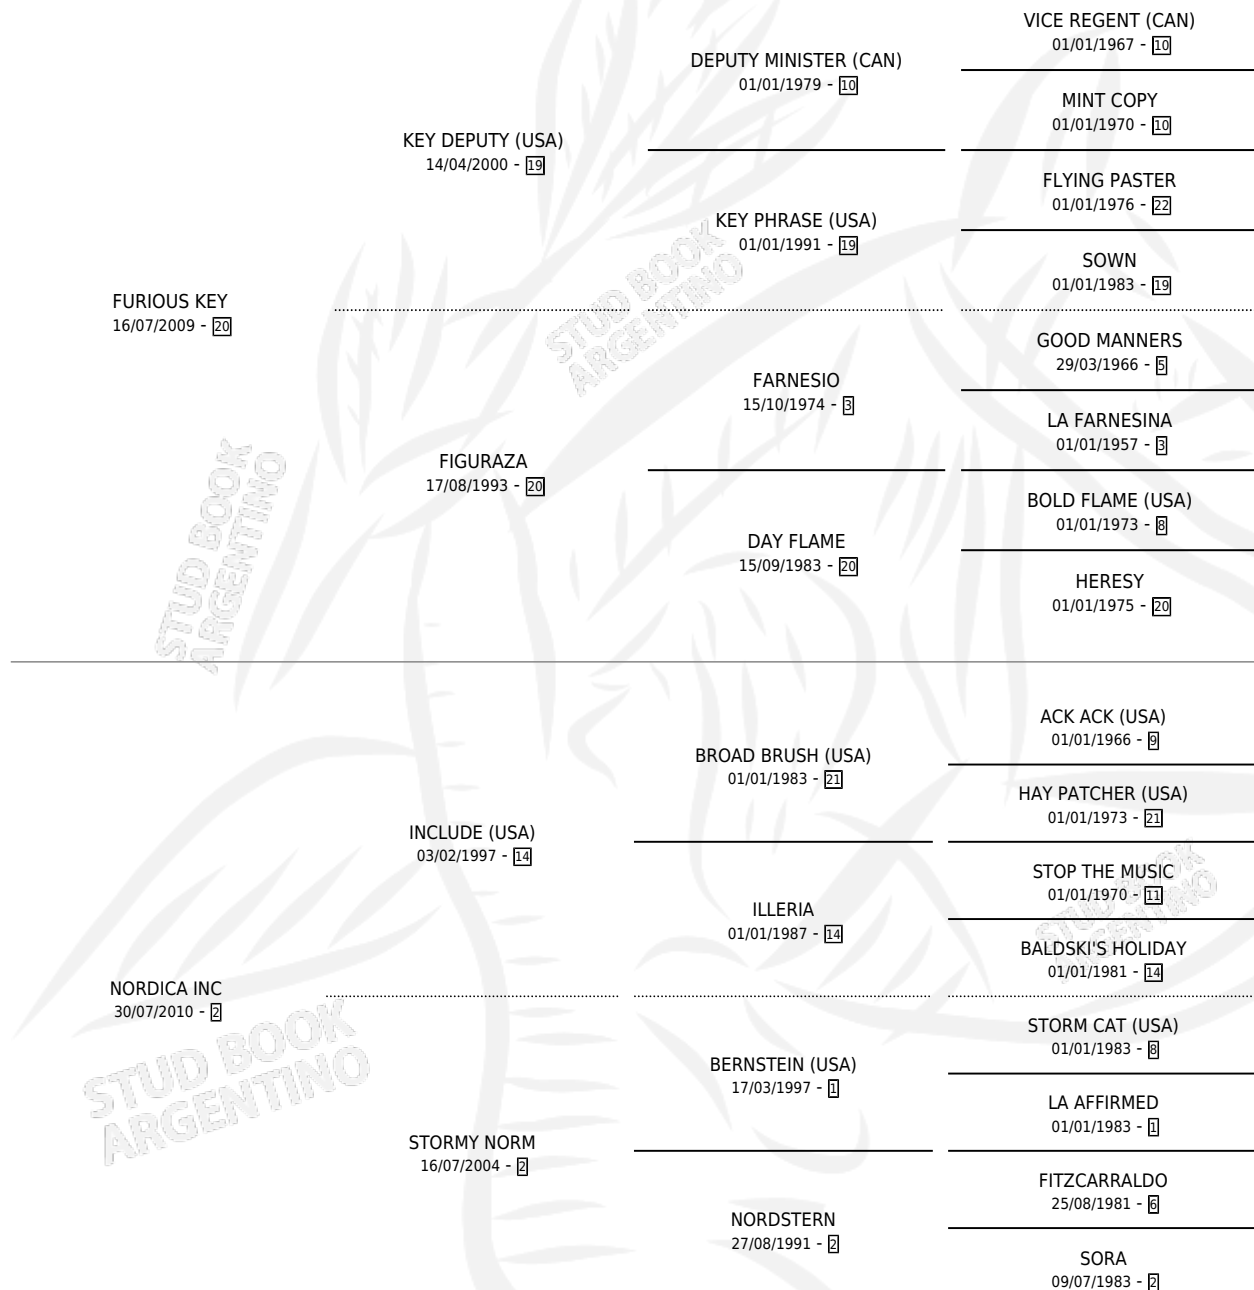 VICE REGENT (CAN)
01/01/1967 - 10
DEPUTY MINISTER (CAN)
01/01/1979 - 10
MINT COPY
01/01/1970 - 10
KEY DEPUTY (USA)
14/04/2000 - 19
FLYING PASTER
01/01/1976 - 22
KEY PHRASE (USA)
01/01/1991 - 19
SOWN
01/01/1983 - 19
FURIOUS KEY
16/07/2009 - 20
GOOD MANNERS
29/03/1966 - 5
FARNESIO
15/10/1974 - 3
LA FARNESINA
01/01/1957 - 3
FIGURAZA
17/08/1993 - 20
BOLD FLAME (USA)
01/01/1973 - 8
DAY FLAME
15/09/1983 - 20
HERESY
01/01/1975 - 20
ACK ACK (USA)
01/01/1966 - 9
BROAD BRUSH (USA)
01/01/1983 - 21
HAY PATCHER (USA)
01/01/1973 - 21
INCLUDE (USA)
03/02/1997 - 14
STOP THE MUSIC
01/01/1970 - 11
ILLERIA
01/01/1987 - 14
BALDSKI'S HOLIDAY
01/01/1981 - 14
NORDICA INC
30/07/2010 - 2
STORM CAT (USA)
01/01/1983 - 8
BERNSTEIN (USA)
17/03/1997 - 1
LA AFFIRMED
01/01/1983 - 1
STORMY NORM
16/07/2004 - 2
FITZCARRALDO
25/08/1981 - 6
NORDSTERN
27/08/1991 - 2
SORA
09/07/1983 - 2
STUD BOOK
ARGENTINO
STUD BOOK
ARGENTINO
STUD BOOK
ARGENTINO
STUD BOOK
ARGENTINO